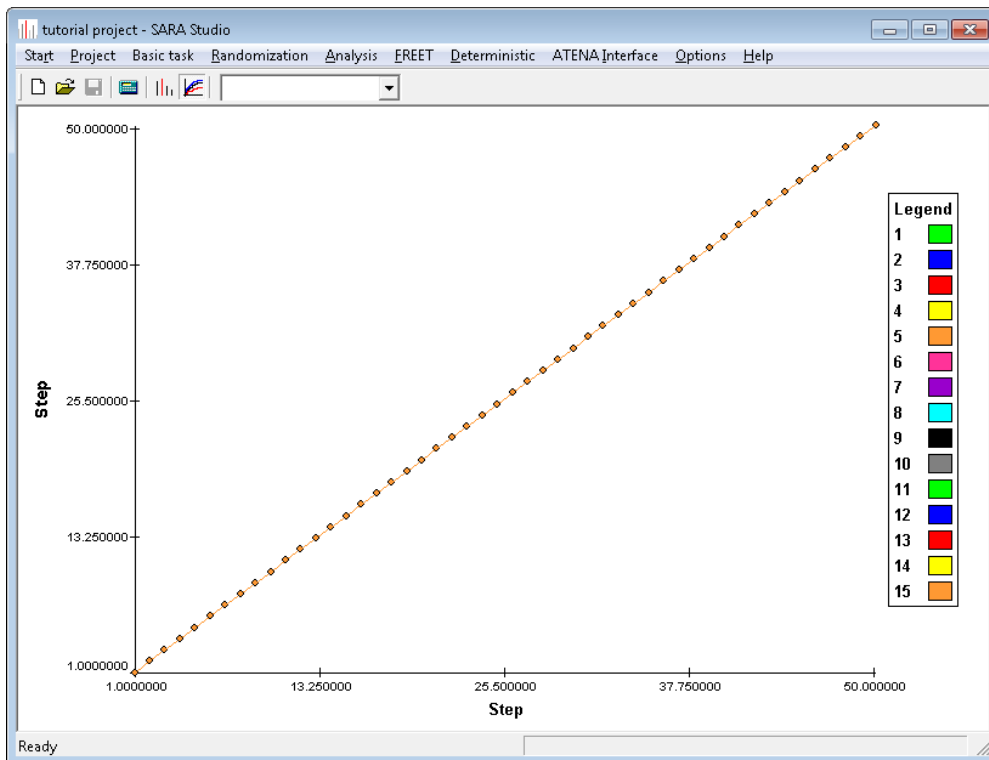 tutorial project - SARA Studio
Start Project Basic task Randomization Analysis FREET Deterministic ATENA Interface Options Help
50.000000
37.750000
25.500000
13.250000
1.0000000
Step
1.0000000 13.250000 25.500000 37.750000 50.000000
Step
Legend
1
2
3
4
5
6
7
8
9
10
11
12
13
14
15
Ready